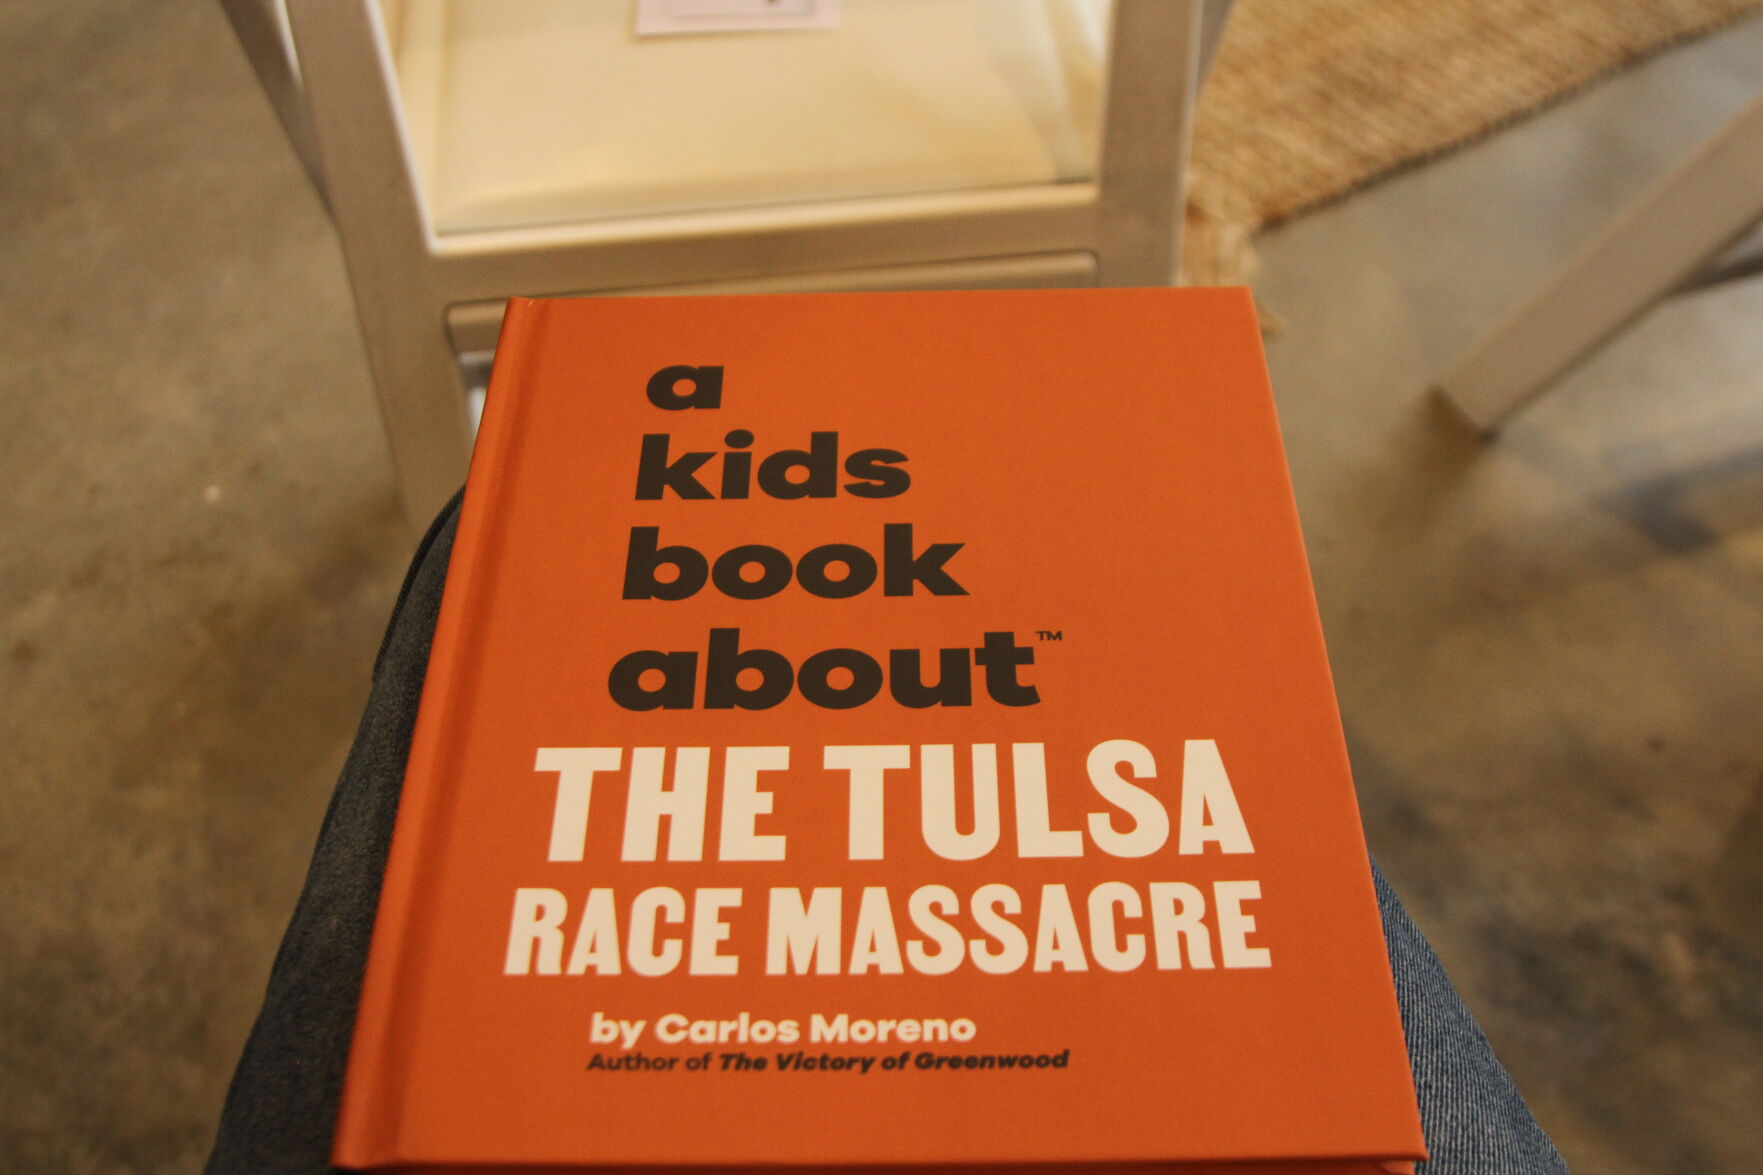 a
kids
book
about™
THE TULSA
RACE MASSACRE
by Carlos Moreno
Author of The Victory of Greenwood